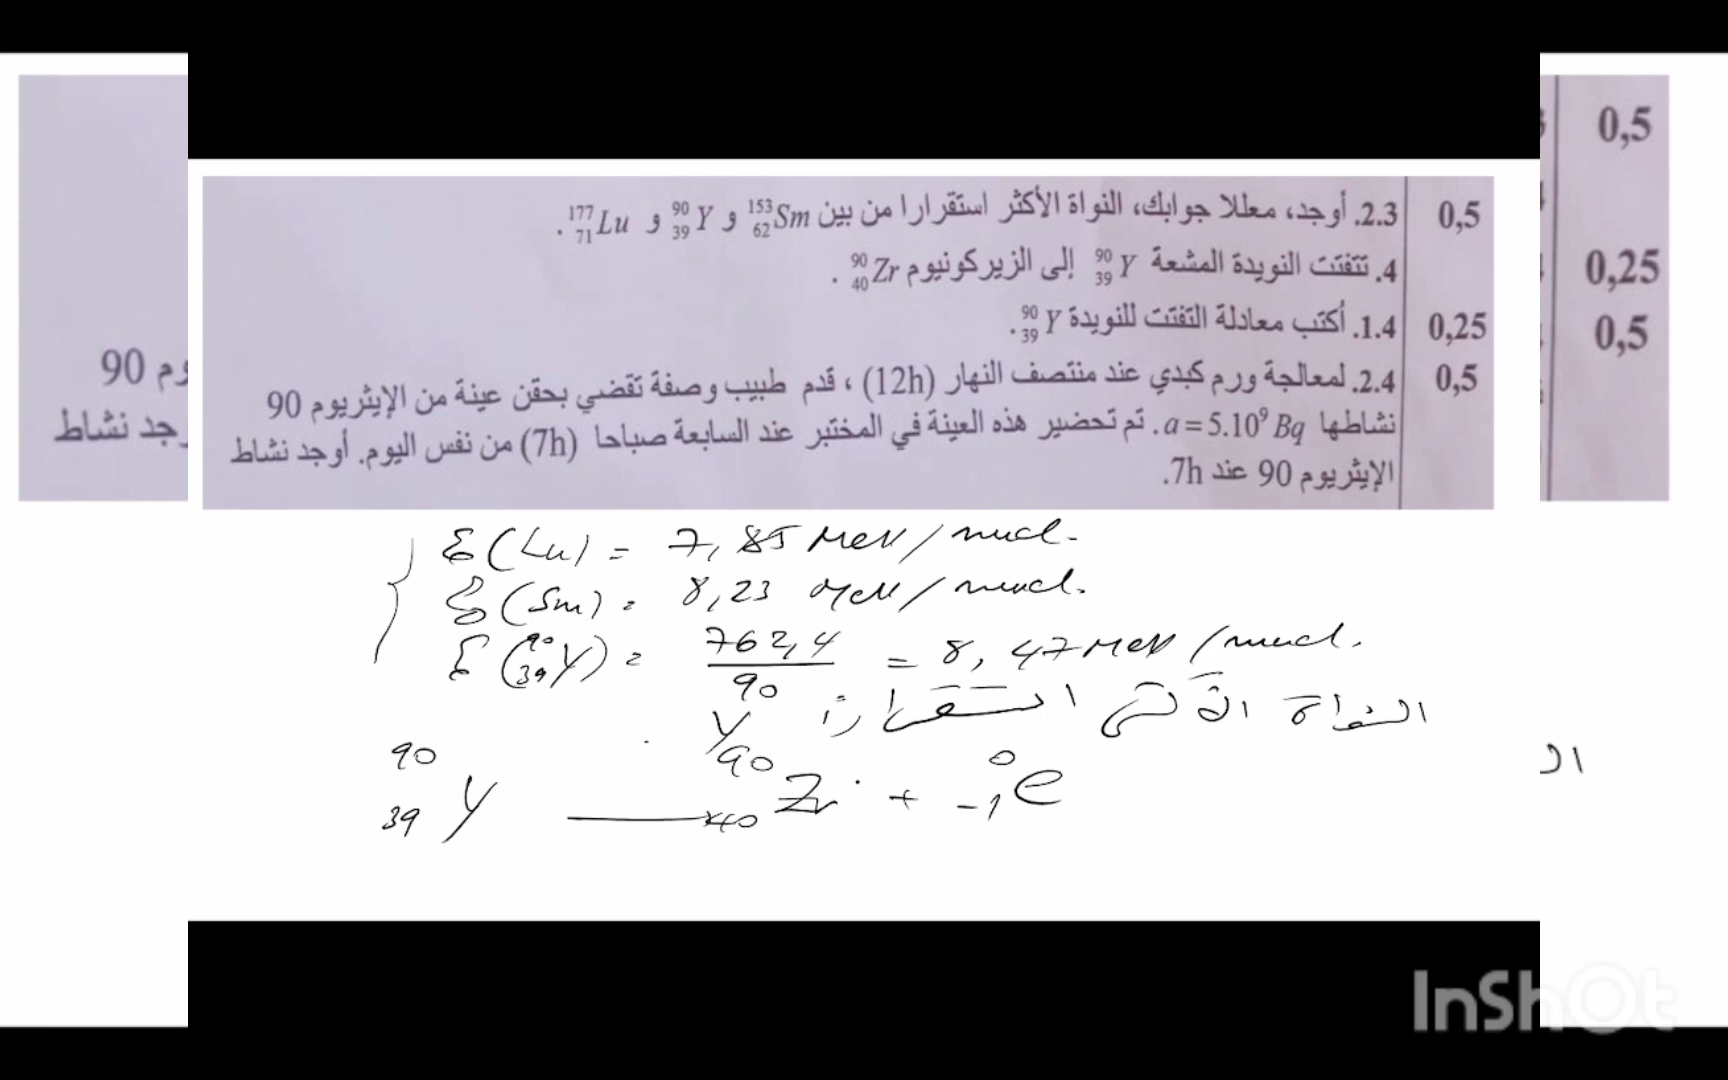 2.3. أوجد، معللا جوابك، النواة الأكثر استقرارا من بين ¹⁵³₆₂Sm و ⁹⁰₃₉Y و ¹⁷⁷₇₁Lu. 0,5
4. تتفتت النويدة المشعة ⁹⁰₃₉Y إلى الزيركونيوم ⁹⁰₄₀Zr.
1.4. أكتب معادلة التفتت للنويدة ⁹⁰₃₉Y. 0,25
2.4. لمعالجة ورم كبدي عند منتصف النهار (12h)، قدم طبيب وصفة تقضي بحقن عينة من الإيثريوم 90 0,5
نشاطها a = 5.10⁹ Bq. تم تحضير هذه العينة في المختبر عند السابعة صباحا (7h) من نفس اليوم. أوجد نشاط
الإيثريوم 90 عند 7h.
ξ(Lu) = 7,85 MeV/nucl.
ξ(Sm) = 8,23 MeV/nucl.
ξ(⁹⁰₃₉Y) = 762,4/90 = 8,47 MeV/nucl.
النواة الأكثر استقرارا: Y
⁹⁰₃₉Y → ⁹⁰₄₀Zr + ⁰₋₁e
0,5
0,25
0,5
وم 90
وجد نشاط
ال
InShOt